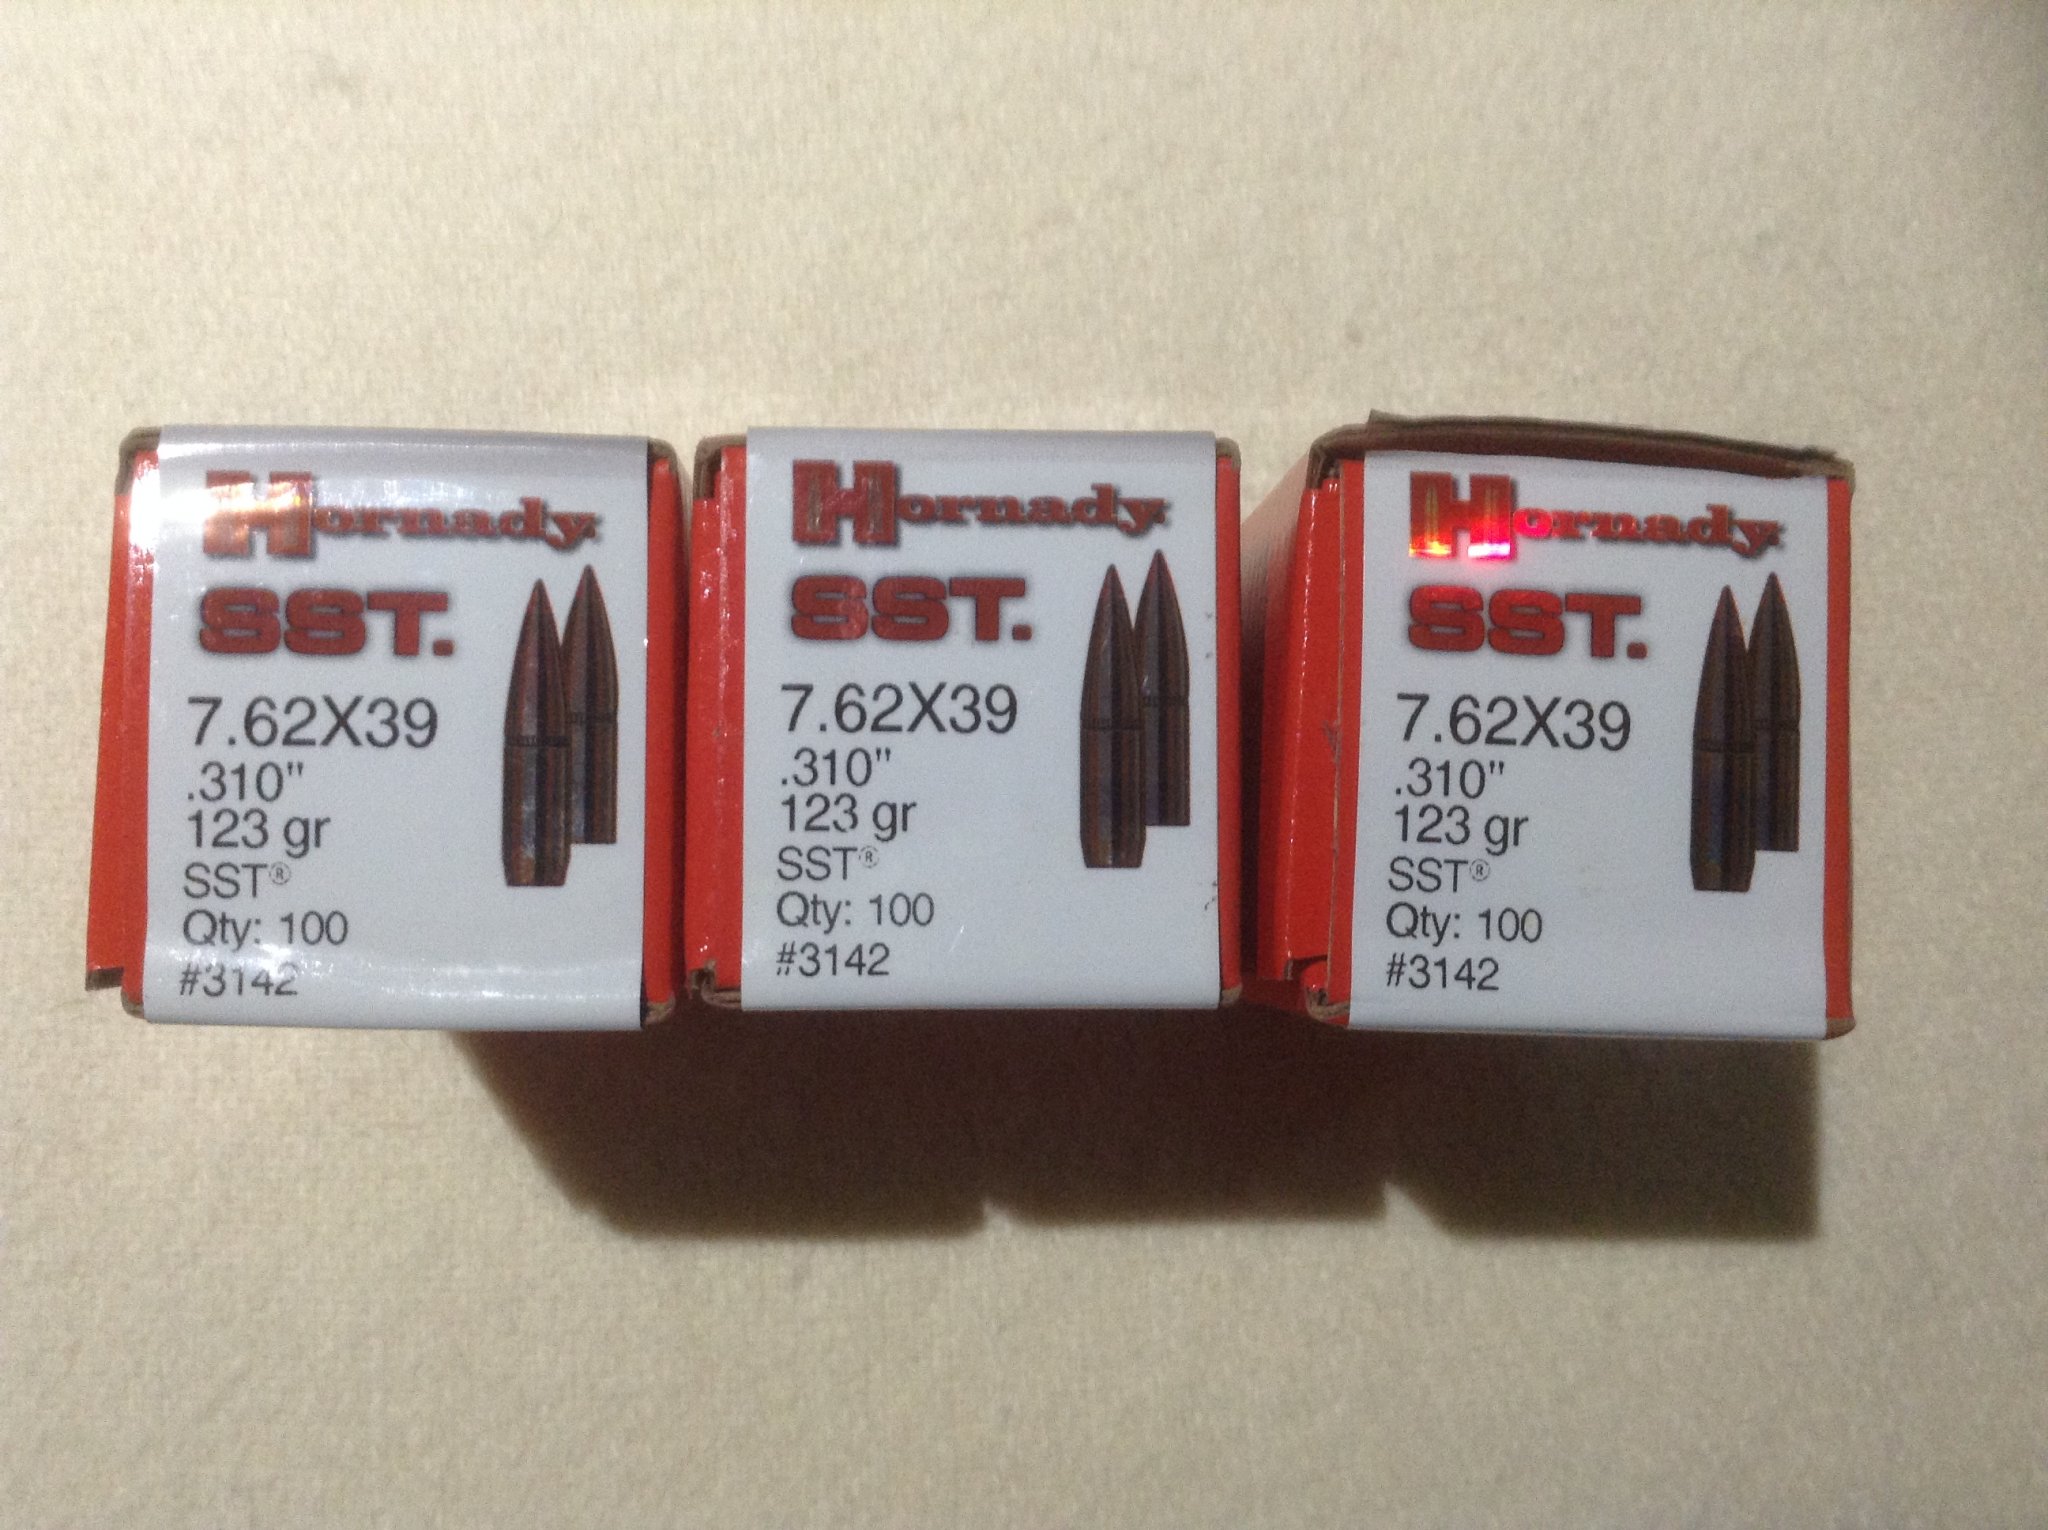 Hornady
SST.
7.62X39
.310"
123 gr
SST®
Qty: 100
#3142
Hornady
SST.
7.62X39
.310"
123 gr
SST®
Qty: 100
#3142
Hornady
SST.
7.62X39
.310"
123 gr
SST®
Qty: 100
#3142